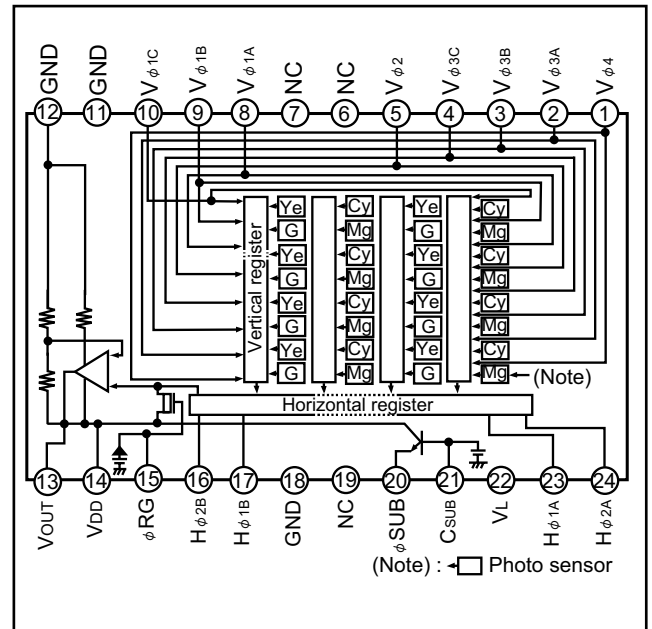 GND GND Vφ1C Vφ1B Vφ1A NC NC Vφ2 Vφ3C Vφ3B Vφ3A Vφ4
12 11 10 9 8 7 6 5 4 3 2 1
Vertical register
Ye Cy Ye Cy
G Mg G Mg
Ye Cy Ye Cy
G Mg G Mg
Ye Cy Ye Cy
G Mg G Mg
Ye Cy Ye Cy
G Mg G Mg (Note)
Horizontal register
13 14 15 16 17 18 19 20 21 22 23 24
VOUT VDD φRG Hφ2B Hφ1B GND NC φSUB CSUB VL Hφ1A Hφ2A
(Note) : Photo sensor